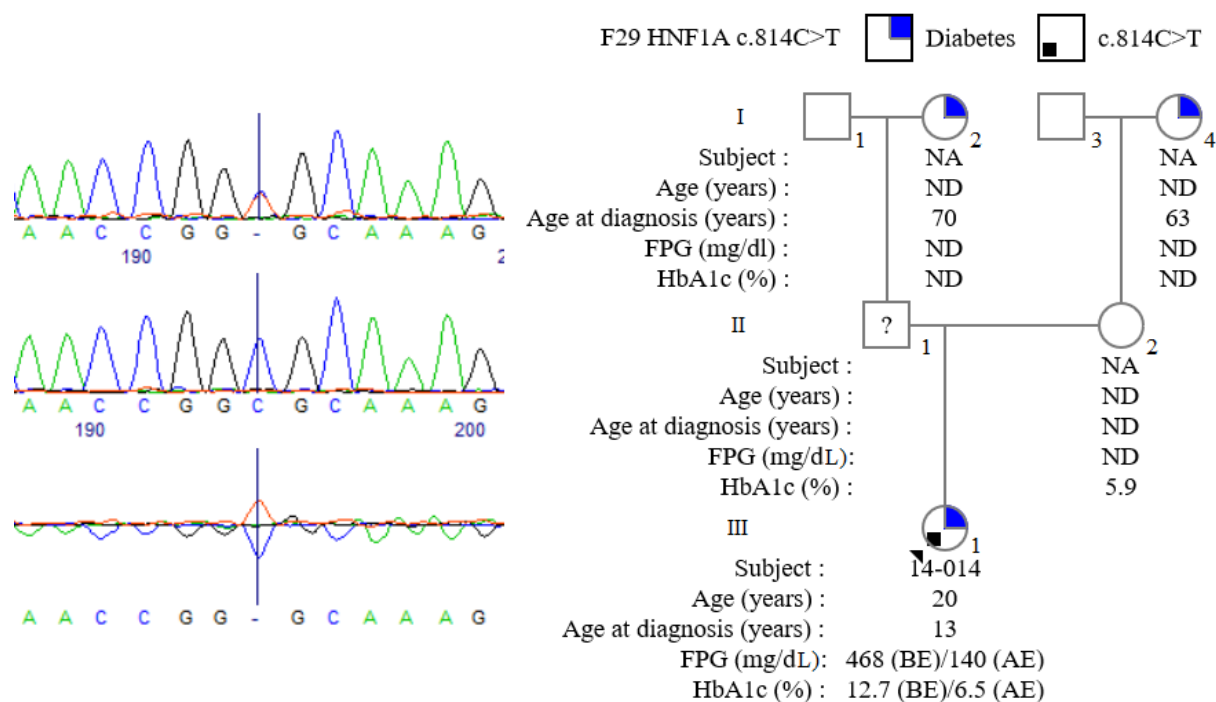 F29 HNF1A c.814C>T Diabetes c.814C>T
I 1 2 3 4
Subject : NA NA
Age (years) : ND ND
Age at diagnosis (years) : 70 63
FPG (mg/dl) : ND ND
HbA1c (%) : ND ND
A A C C G G - G C A A A G
190 2
II ? 1 2
Subject : NA
Age (years) : ND
Age at diagnosis (years) : ND
FPG (mg/dL): ND
HbA1c (%) : 5.9
A A C C G G C G C A A A G
190 200
III 1
Subject : 14-014
Age (years) : 20
Age at diagnosis (years) : 13
FPG (mg/dL): 468 (BE)/140 (AE)
HbA1c (%) : 12.7 (BE)/6.5 (AE)
A A C C G G - G C A A A G